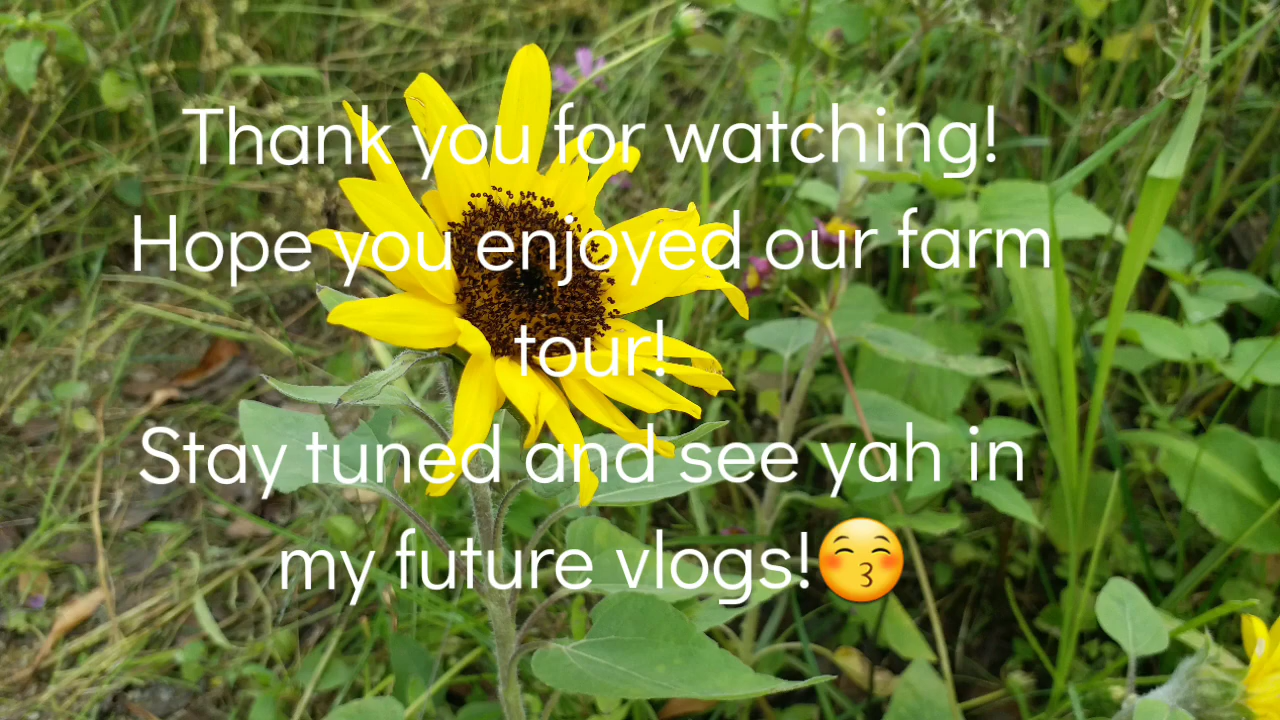 Thank you for watching!
Hope you enjoyed our farm
tour!
Stay tuned and see yah in
my future vlogs!😚